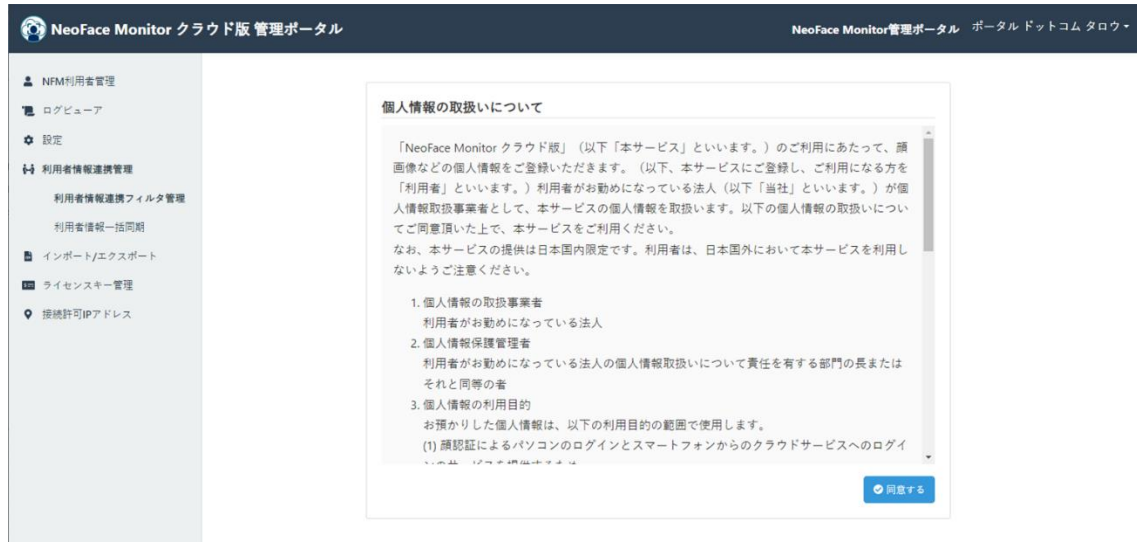 NeoFace Monitor クラウド版 管理ポータル
NeoFace Monitor管理ポータル
ポータル ドットコム タロウ
NFM利用者管理
ログビューア
設定
利用者情報連携管理
利用者情報連携フィルタ管理
利用者情報一括同期
インポート/エクスポート
ライセンスキー管理
接続許可IPアドレス
個人情報の取扱いについて
「NeoFace Monitor クラウド版」（以下「本サービス」といいます。）のご利用にあたって、顔
画像などの個人情報をご登録いただきます。（以下、本サービスにご登録し、ご利用になる方を
「利用者」といいます。）利用者がお勤めになっている法人（以下「当社」といいます。）が個
人情報取扱事業者として、本サービスの個人情報を取扱います。以下の個人情報の取扱いについ
てご同意頂いた上で、本サービスをご利用ください。
なお、本サービスの提供は日本国内限定です。利用者は、日本国外において本サービスを利用し
ないようご注意ください。
1. 個人情報の取扱事業者
利用者がお勤めになっている法人
2. 個人情報保護管理者
利用者がお勤めになっている法人の個人情報取扱いについて責任を有する部門の長または
それと同等の者
3. 個人情報の利用目的
お預かりした個人情報は、以下の利用目的の範囲で使用します。
(1) 顔認証によるパソコンのログインとスマートフォンからのクラウドサービスへのログイ
同意する